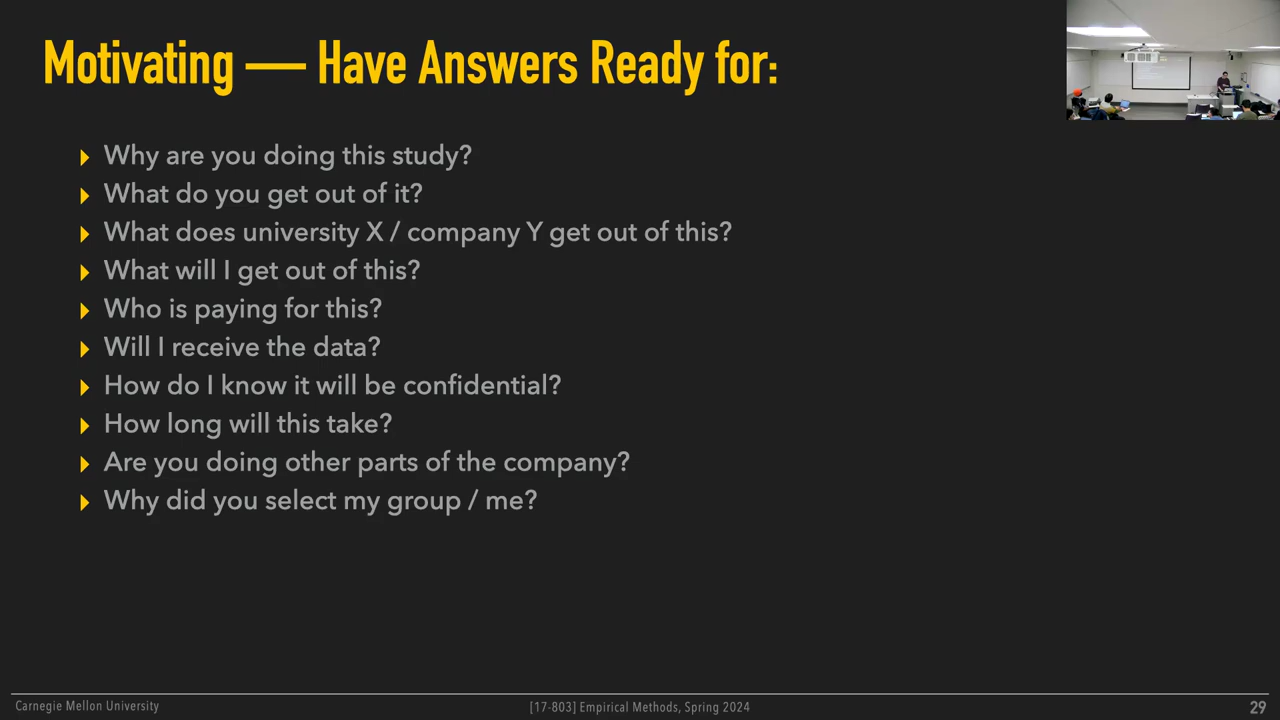 Motivating — Have Answers Ready for:
Why are you doing this study?
What do you get out of it?
What does university X / company Y get out of this?
What will I get out of this?
Who is paying for this?
Will I receive the data?
How do I know it will be confidential?
How long will this take?
Are you doing other parts of the company?
Why did you select my group / me?
Carnegie Mellon University
[17-803] Empirical Methods, Spring 2024
29